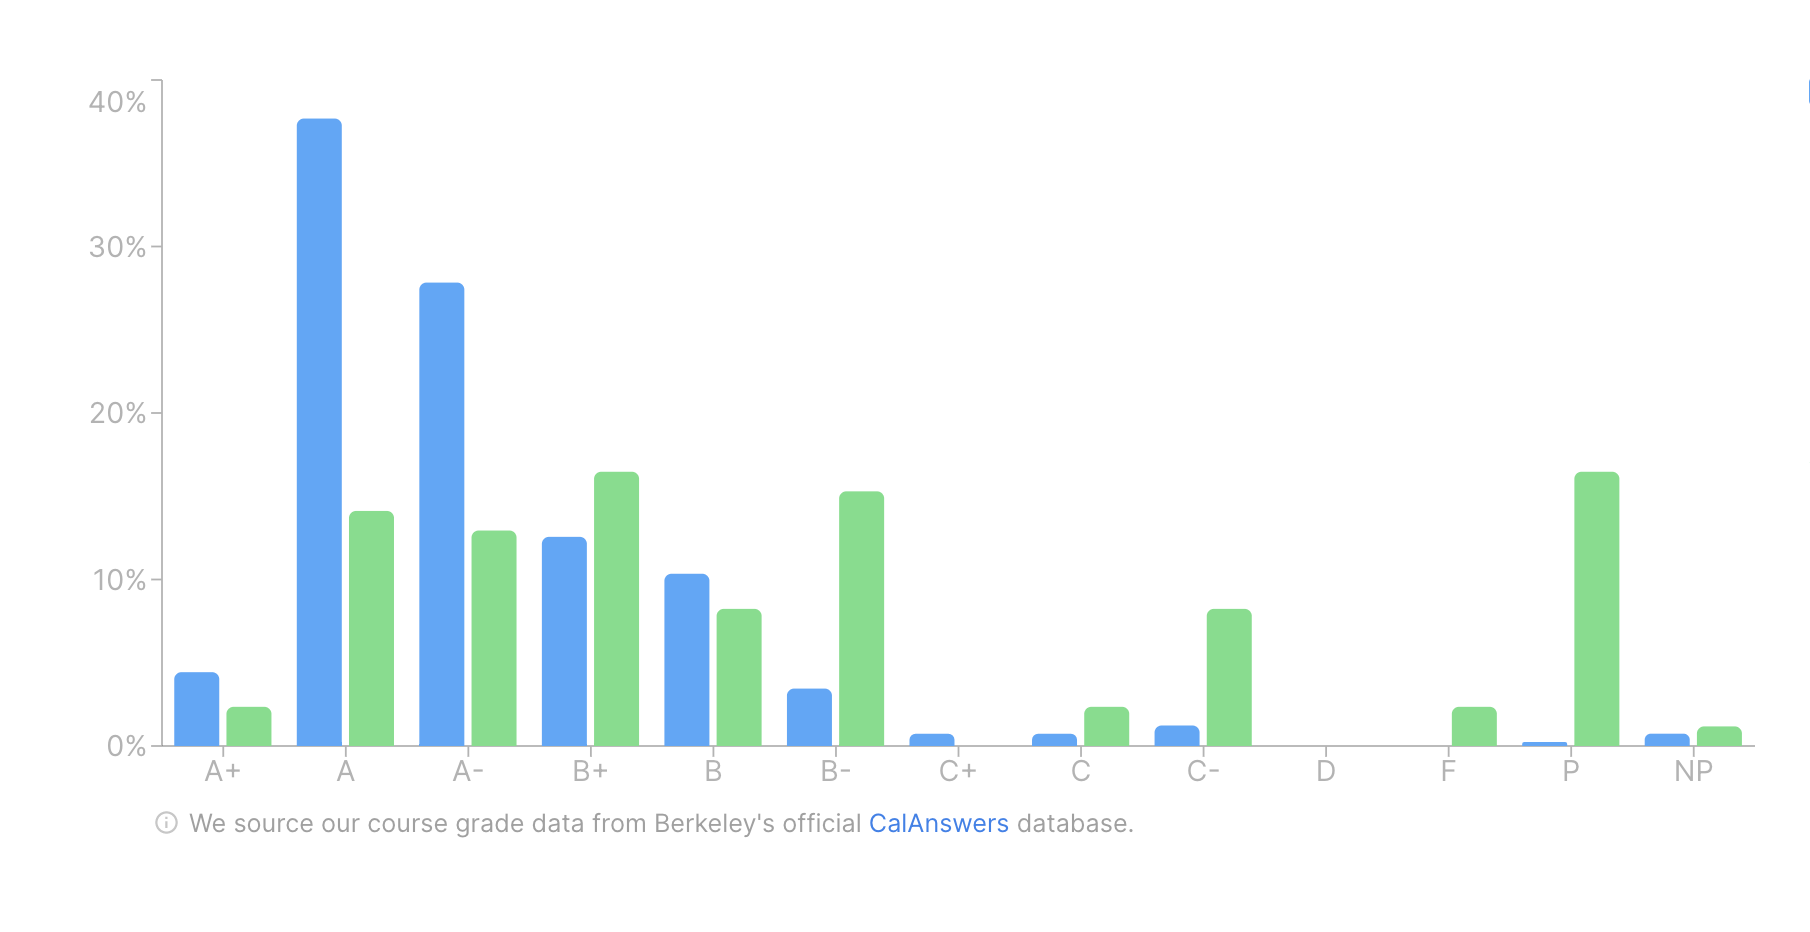 40%
30%
20%
10%
0%
A+ A A- B+ B B- C+ C C- D F P NP
We source our course grade data from Berkeley's official CalAnswers database.